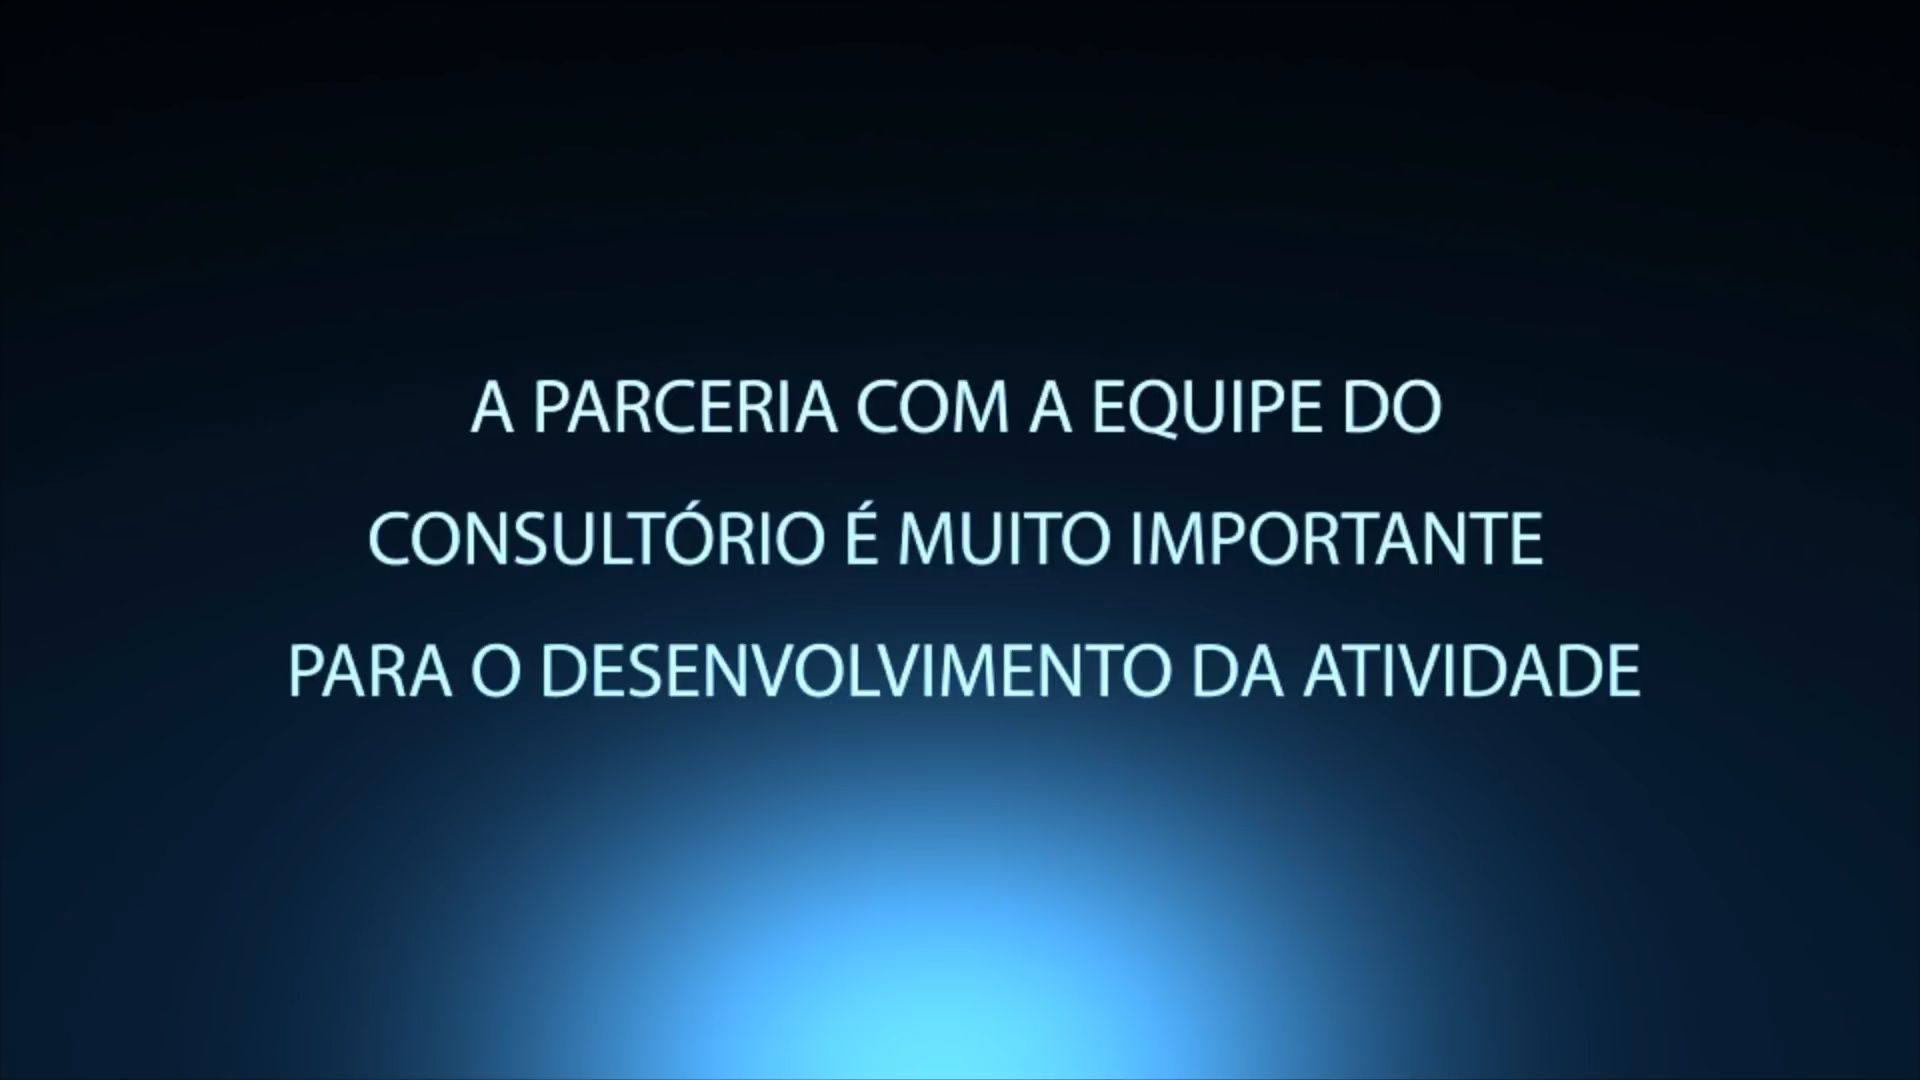 A PARCERIA COM A EQUIPE DO
CONSULTÓRIO É MUITO IMPORTANTE
PARA O DESENVOLVIMENTO DA ATIVIDADE